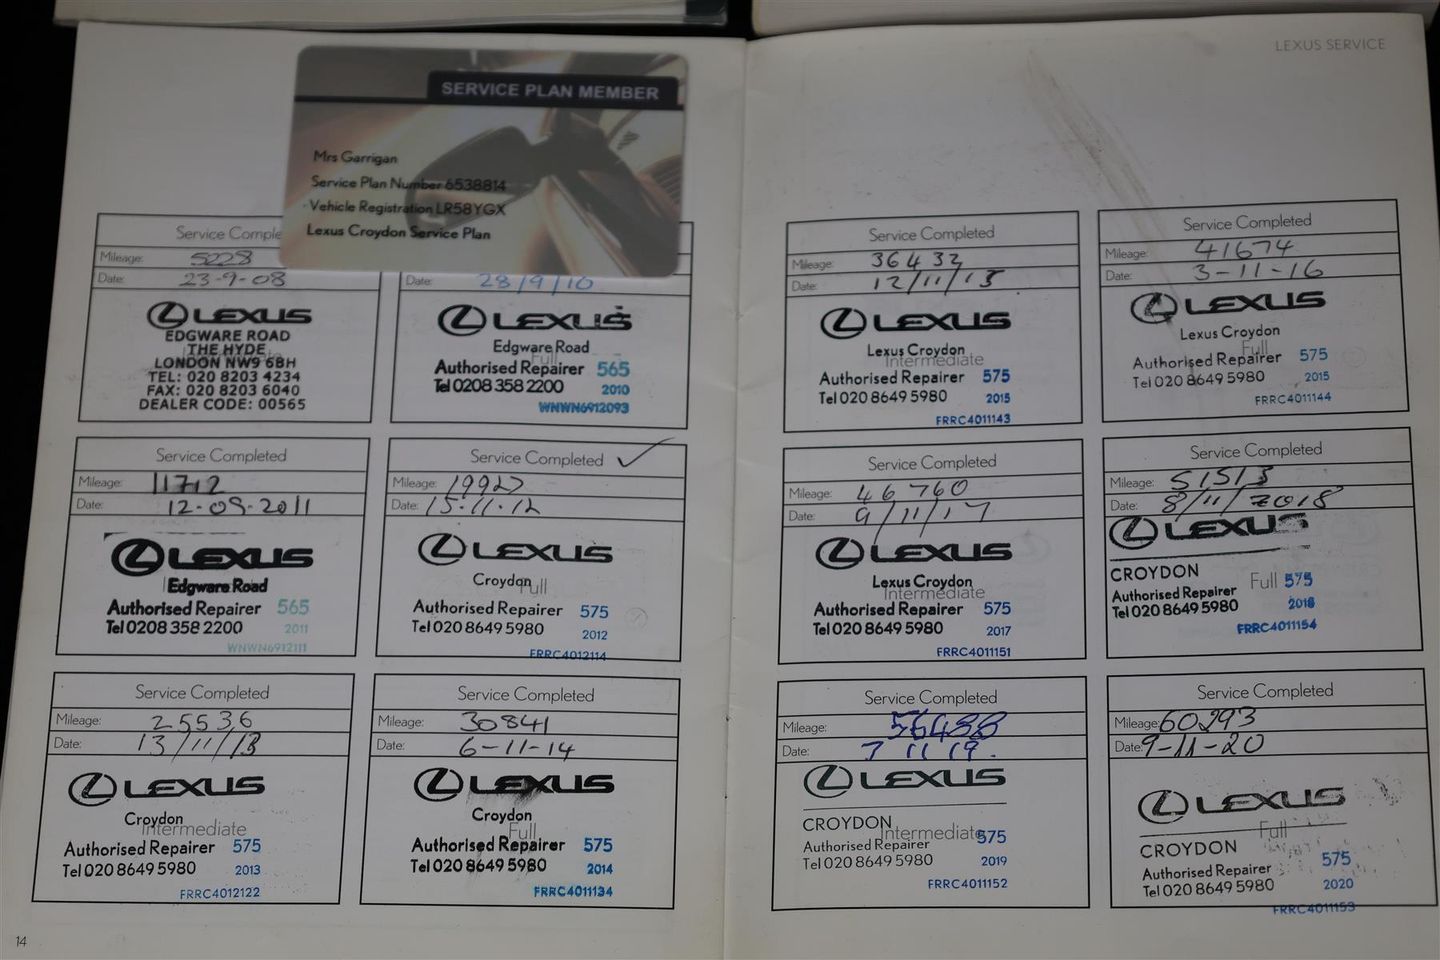 LEXUS SERVICE
SERVICE PLAN MEMBER
Mrs Garrigan
Service Plan Number 6538814
Vehicle Registration LR58YGX
Lexus Croydon Service Plan
Service Comple
Mileage: 5028
Date: 23-9-08
LEXUS
EDGWARE ROAD
THE HYDE
Intermediate
LONDON NW9 6BH
TEL: 020 8203 4234
FAX: 020 8203 6040
DEALER CODE: 00565
Date: 28/9/10
LEXUS
Edgware Road
Full
Authorised Repairer 565
Tel 0208 358 2200 2010
WNWN6912093
Service Completed
Mileage: 11712
Date: 12-09-2011
LEXUS
Edgware Road
Authorised Repairer 565
Tel 0208 358 2200 2011
WNWN6912111
Service Completed ✓
Mileage: 19927
Date: 15-11-12
LEXUS
Croydon
Full
Authorised Repairer 575
Tel 020 8649 5980 2012
FRRC4012114
Service Completed
Mileage: 25536
Date: 13/11/13
LEXUS
Croydon
Intermediate
Authorised Repairer 575
Tel 020 8649 5980 2013
FRRC4012122
Service Completed
Mileage: 30841
Date: 6-11-14
LEXUS
Croydon
Full
Authorised Repairer 575
Tel 020 8649 5980 2014
FRRC4011134
14
Service Completed
Mileage: 36432
Date: 12/11/15
LEXUS
Lexus Croydon
Intermediate
Authorised Repairer 575
Tel 020 8649 5980 2015
FRRC4011143
Service Completed
Mileage: 41674
Date: 3-11-16
LEXUS
Lexus Croydon
Full
Authorised Repairer 575
Tel 020 8649 5980 2015
FRRC4011144
Service Completed
Mileage: 46760
Date: 9/11/17
LEXUS
Lexus Croydon
Intermediate
Authorised Repairer 575
Tel 020 8649 5980 2017
FRRC4011151
Service Completed
Mileage: 51513
Date: 8/11/2018
LEXUS
CROYDON Full 575
Authorised Repairer
Tel 020 8649 5980 2018
FRRC4011154
Service Completed
Mileage: 56488
Date: 7 11 19.
LEXUS
CROYDON
Intermediate 575
Authorised Repairer
Tel 020 8649 5980 2019
FRRC4011152
Service Completed
Mileage: 60293
Date: 9-11-20
LEXUS
Full
CROYDON
Authorised Repairer 575
Tel 020 8649 5980 2020
FRRC4011153